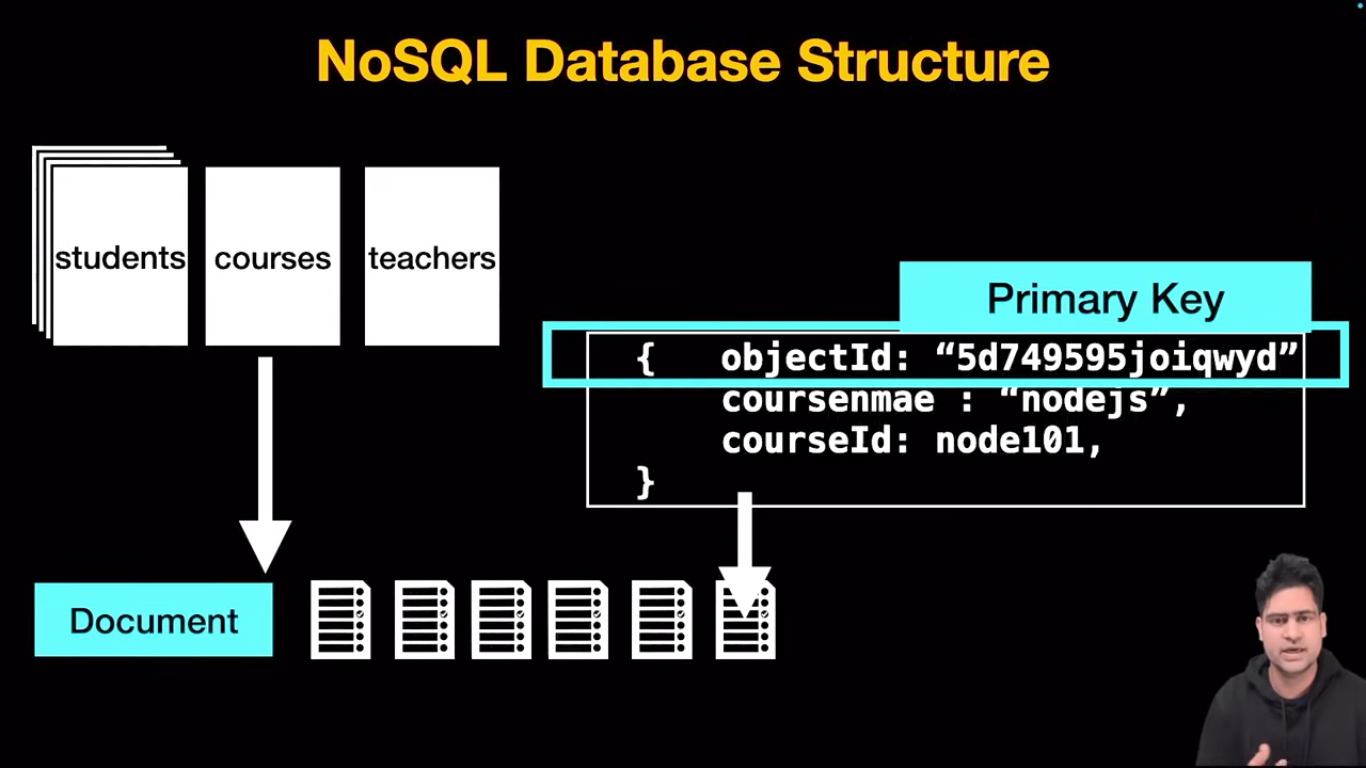 NoSQL Database Structure
students
courses
teachers
Primary Key
{ objectId: “5d749595joiqwyd”
coursenmae : “nodejs”,
courseId: node101,
}
Document